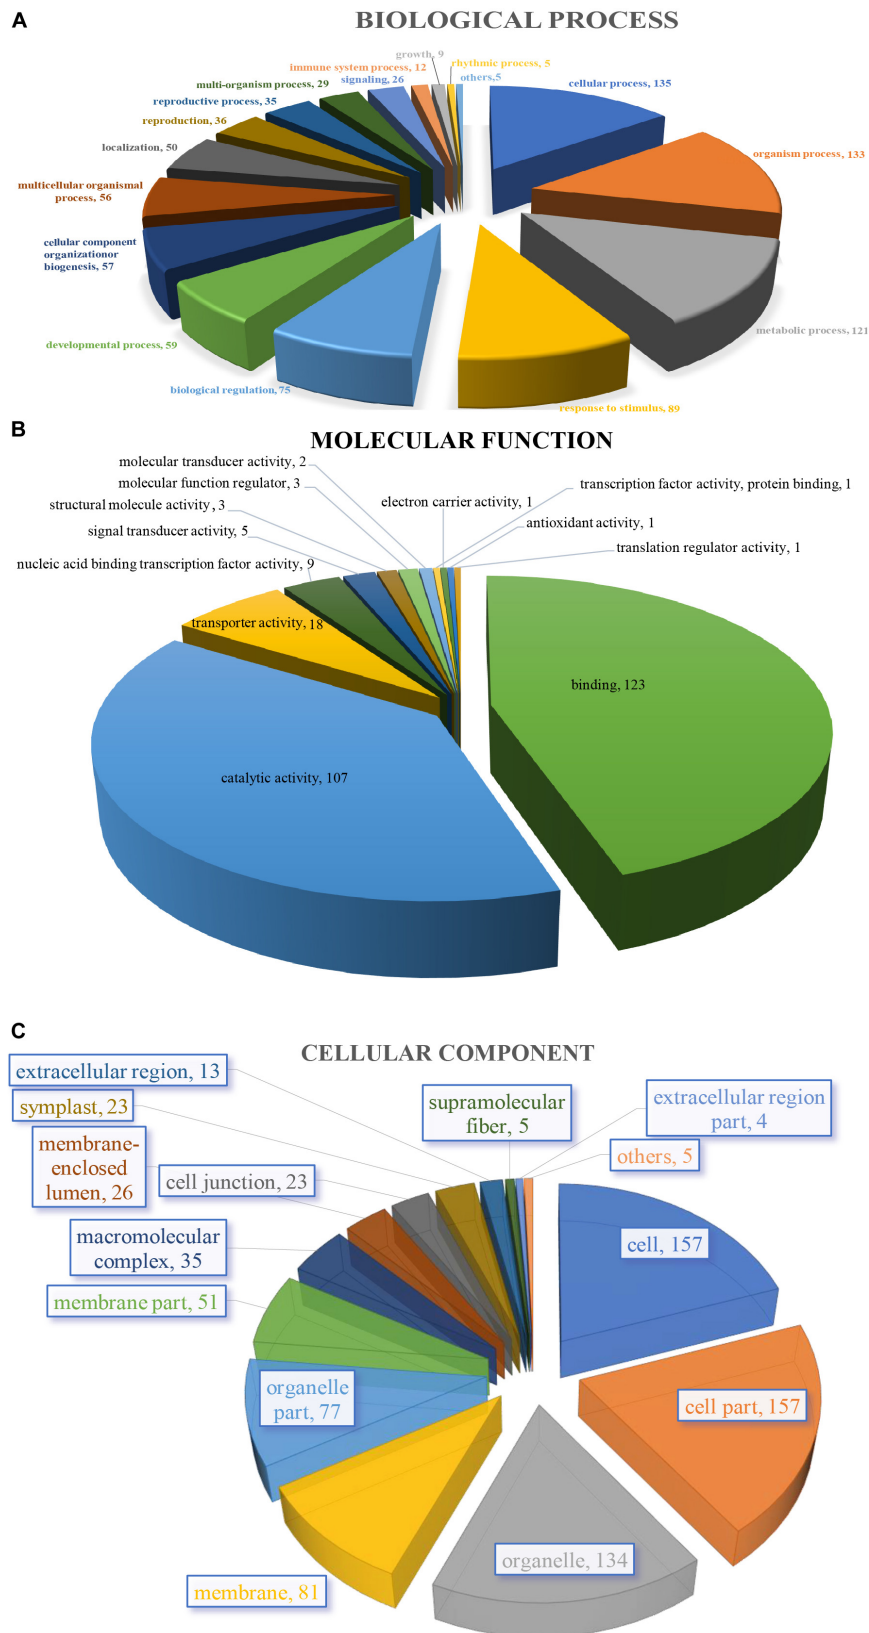 A
BIOLOGICAL PROCESS
growth, 9
rhythmic process, 5
immune system process, 12
others,5
signaling, 26
cellular process, 135
multi-organism process, 29
reproductive process, 35
reproduction, 36
organism process, 133
localization, 50
multicellular organismal
process, 56
cellular component
organizationor
biogenesis, 57
metabolic process, 121
developmental process, 59
biological regulation, 75
response to stimulus, 89
B
MOLECULAR FUNCTION
molecular transducer activity, 2
molecular function regulator, 3
transcription factor activity, protein binding, 1
structural molecule activity, 3
electron carrier activity, 1
signal transducer activity, 5
antioxidant activity, 1
translation regulator activity, 1
nucleic acid binding transcription factor activity, 9
transporter activity, 18
binding, 123
catalytic activity, 107
C
CELLULAR COMPONENT
extracellular region, 13
symplast, 23
supramolecular
fiber, 5
extracellular region
part, 4
membrane-
enclosed
lumen, 26
cell junction, 23
others, 5
macromolecular
complex, 35
cell, 157
membrane part, 51
organelle
part, 77
cell part, 157
organelle, 134
membrane, 81